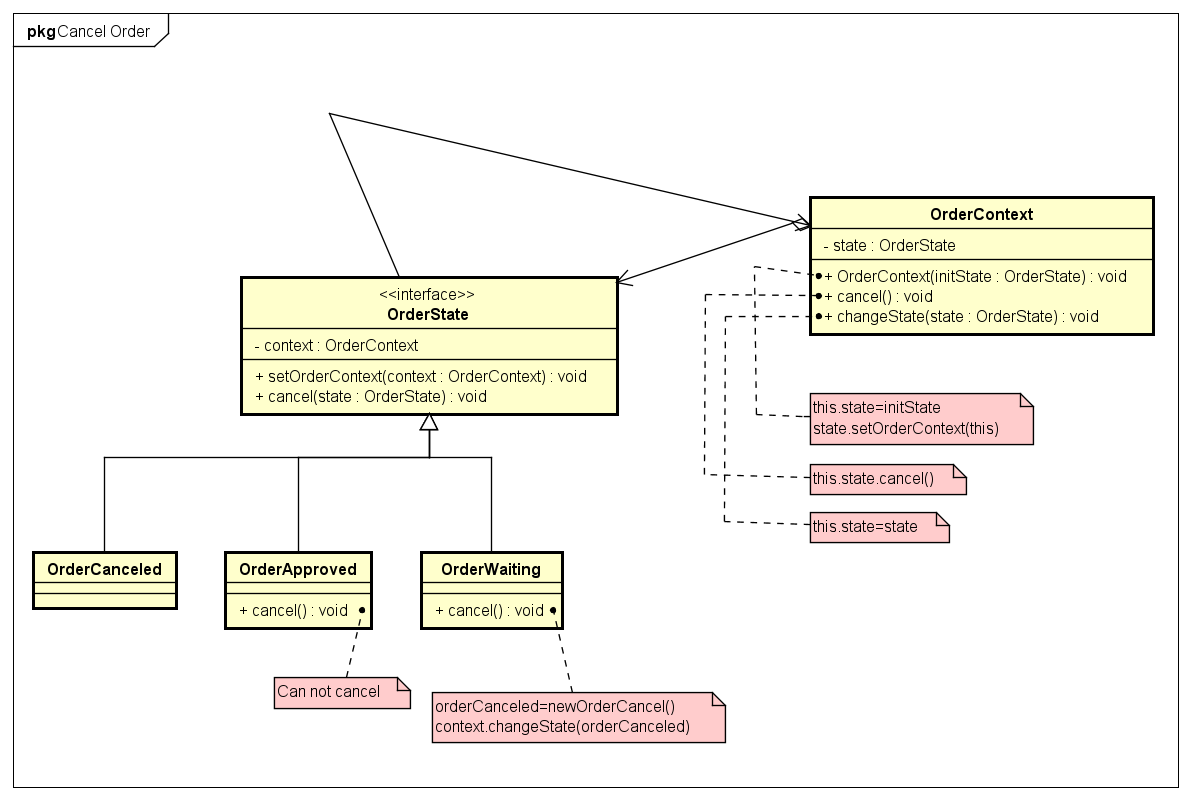 pkg Cancel Order
OrderContext
- state : OrderState
+ OrderContext(initState : OrderState) : void
+ cancel() : void
+ changeState(state : OrderState) : void
<<interface>>
OrderState
- context : OrderContext
+ setOrderContext(context : OrderContext) : void
+ cancel(state : OrderState) : void
this.state=initState
state.setOrderContext(this)
this.state.cancel()
this.state=state
OrderCanceled
OrderApproved
+ cancel() : void
OrderWaiting
+ cancel() : void
Can not cancel
orderCanceled=newOrderCancel()
context.changeState(orderCanceled)